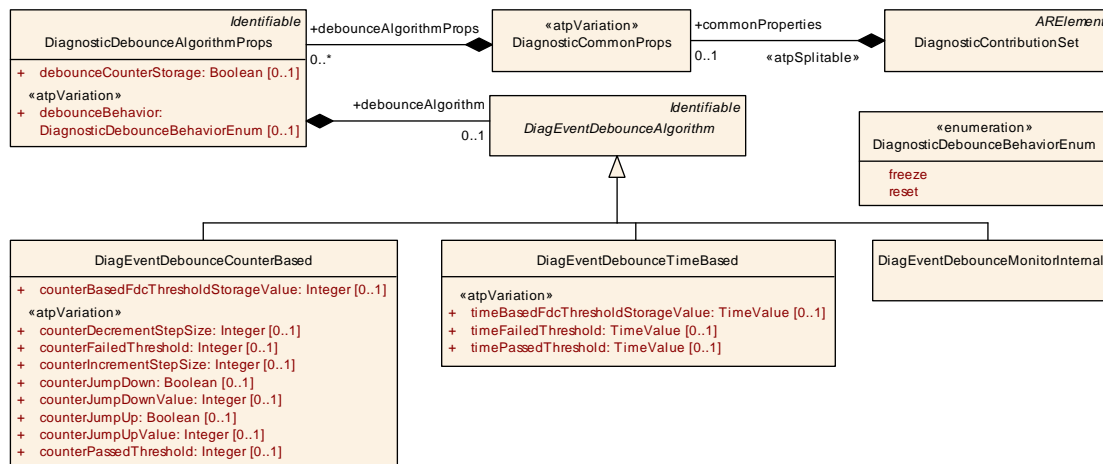 Identifiable
DiagnosticDebounceAlgorithmProps
+ debounceCounterStorage: Boolean [0..1]
«atpVariation»
+ debounceBehavior:
DiagnosticDebounceBehaviorEnum [0..1]
+debounceAlgorithmProps
0..*
«atpVariation»
DiagnosticCommonProps
+commonProperties
0..1
«atpSplitable»
ARElement
DiagnosticContributionSet
+debounceAlgorithm
0..1
Identifiable
DiagEventDebounceAlgorithm
«enumeration»
DiagnosticDebounceBehaviorEnum
freeze
reset
DiagEventDebounceCounterBased
+ counterBasedFdcThresholdStorageValue: Integer [0..1]
«atpVariation»
+ counterDecrementStepSize: Integer [0..1]
+ counterFailedThreshold: Integer [0..1]
+ counterIncrementStepSize: Integer [0..1]
+ counterJumpDown: Boolean [0..1]
+ counterJumpDownValue: Integer [0..1]
+ counterJumpUp: Boolean [0..1]
+ counterJumpUpValue: Integer [0..1]
+ counterPassedThreshold: Integer [0..1]
DiagEventDebounceTimeBased
«atpVariation»
+ timeBasedFdcThresholdStorageValue: TimeValue [0..1]
+ timeFailedThreshold: TimeValue [0..1]
+ timePassedThreshold: TimeValue [0..1]
DiagEventDebounceMonitorInternal